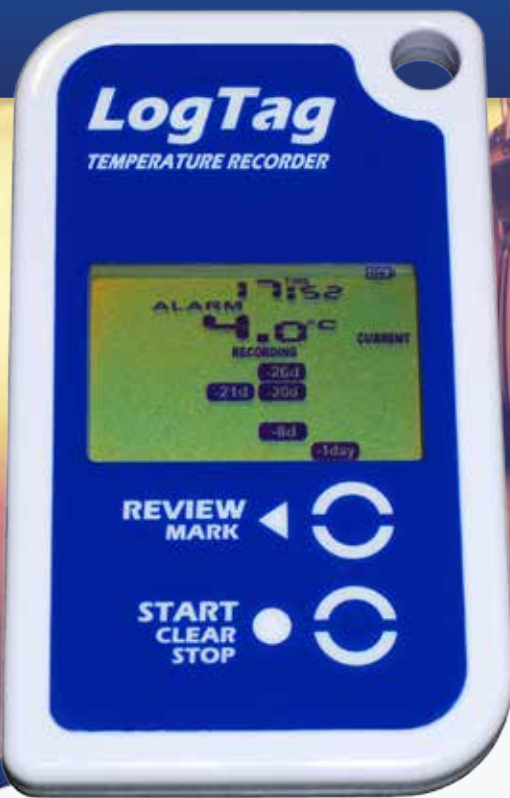 LogTag
TEMPERATURE RECORDER
TIME
17:52
ALARM
4.0°C
CURRENT
RECORDING
-26d
-21d -20d
-8d
-1day
REVIEW
MARK
START
CLEAR
STOP